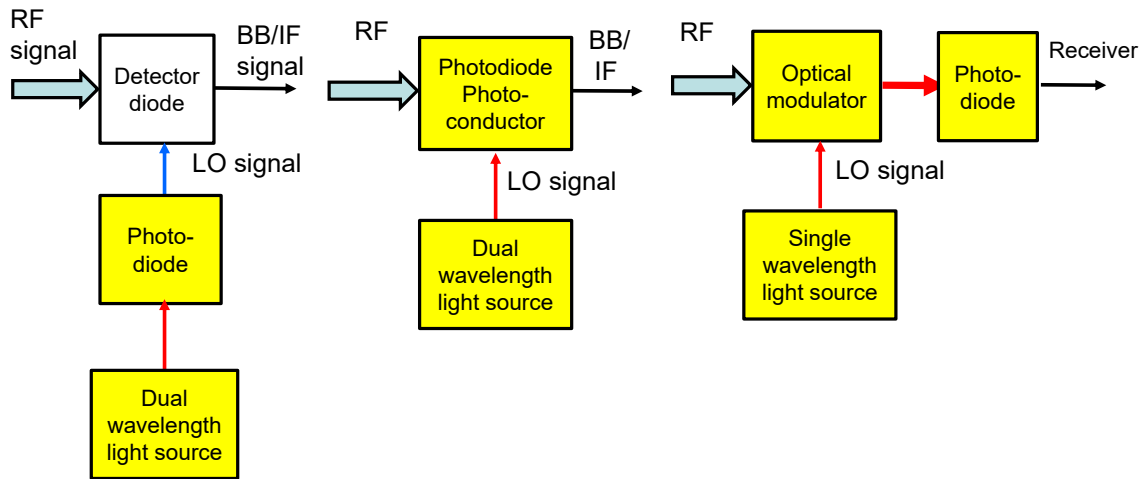 RF
signal
Detector
diode
BB/IF
signal
LO signal
Photo-
diode
Dual
wavelength
light source
RF
Photodiode
Photo-
conductor
BB/
IF
LO signal
Dual
wavelength
light source
RF
Optical
modulator
Photo-
diode
Receiver
LO signal
Single
wavelength
light source